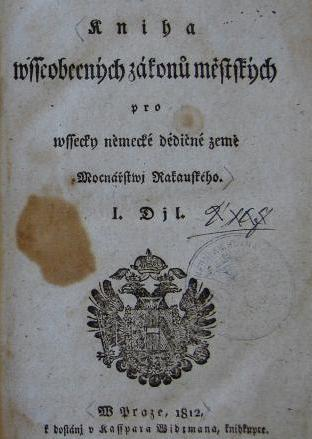 Kniha
wsseobecných zákonů městských
pro
wssecky německé dědičné země
Mocnářstwj Rakauského.
I. Djl.
W Praze, 1812,
k dostánj v Kasspara Widtmana, knihkupce.